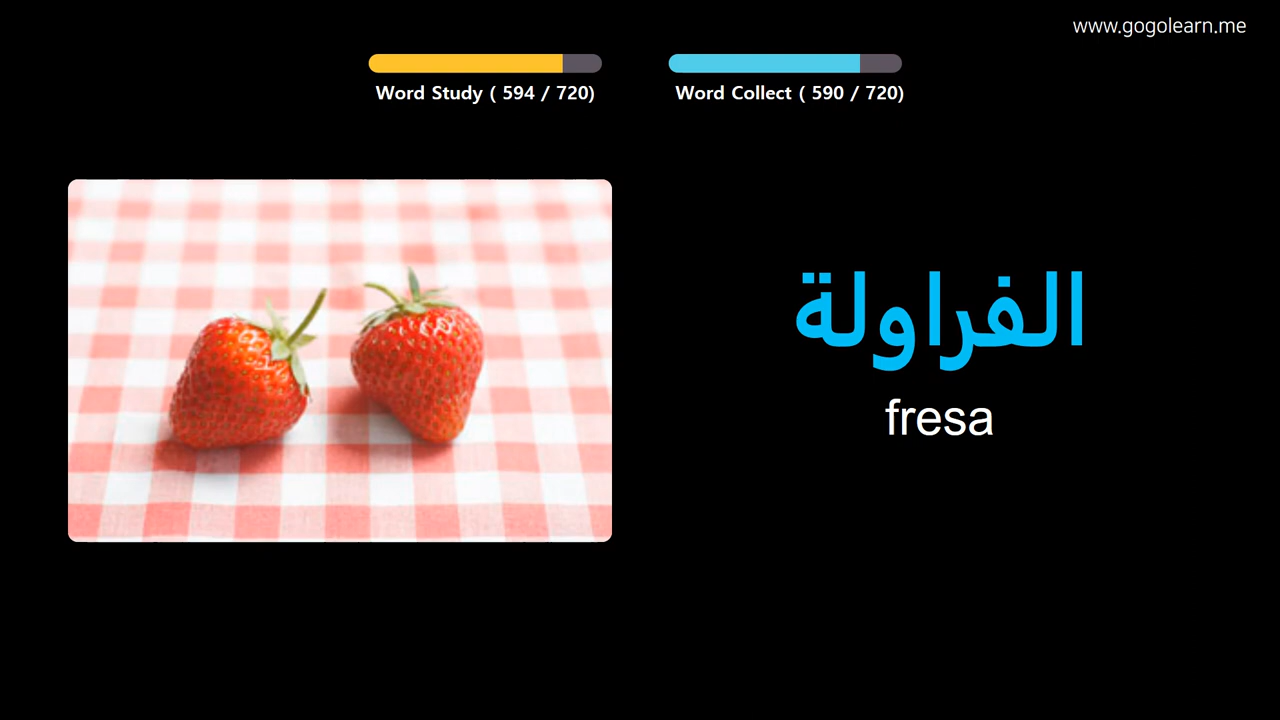 www.gogolearn.me
Word Study ( 594 / 720)
Word Collect ( 590 / 720)
الفراولة
fresa